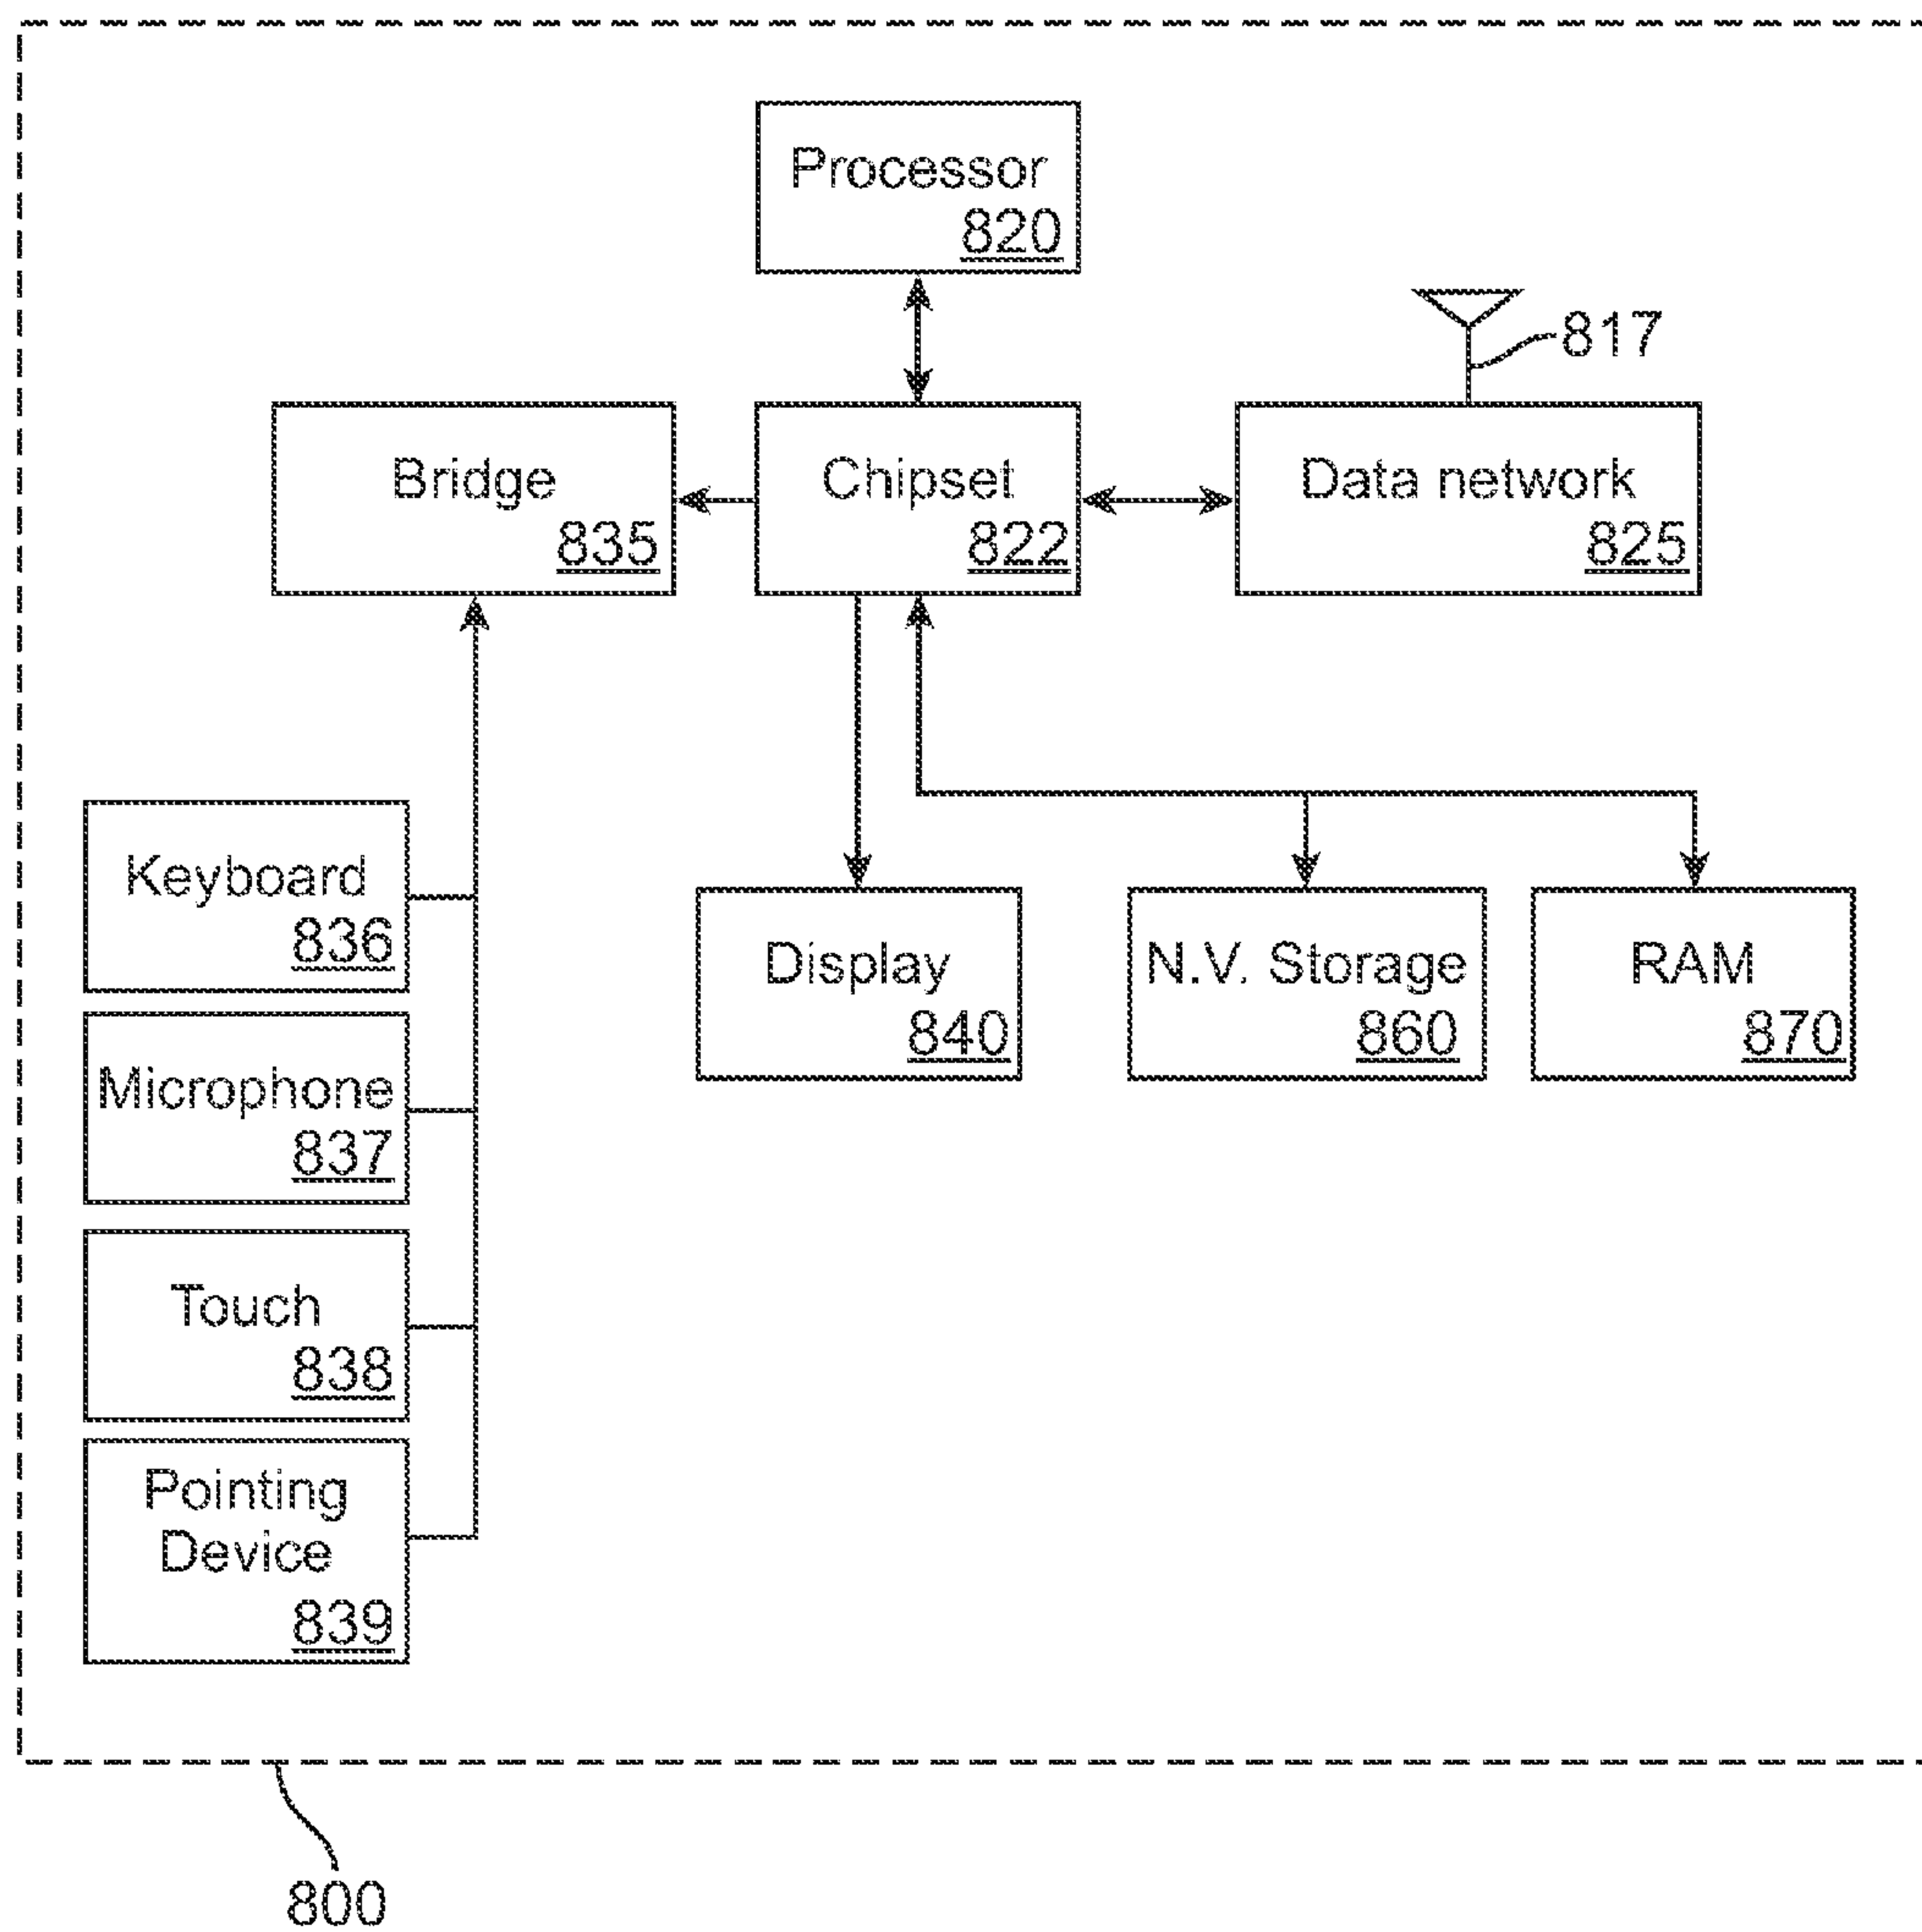 Processor
820
817
Bridge
835
Chipset
822
Data network
825
Keyboard
836
Microphone
837
Touch
838
Pointing
Device
839
Display
840
N.V. Storage
860
RAM
870
800